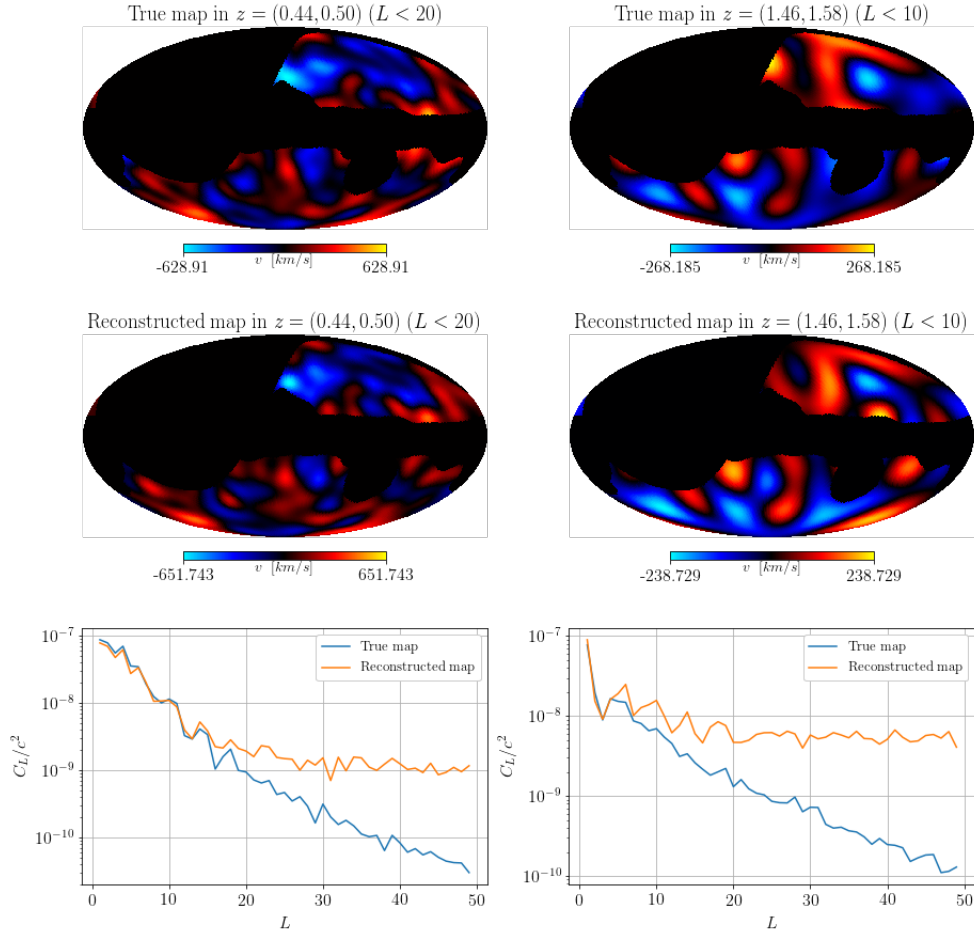 True map in z = (0.44, 0.50) (L < 20)
True map in z = (1.46, 1.58) (L < 10)
-628.91 v [km/s] 628.91
-268.185 v [km/s] 268.185
Reconstructed map in z = (0.44, 0.50) (L < 20)
Reconstructed map in z = (1.46, 1.58) (L < 10)
-651.743 v [km/s] 651.743
-238.729 v [km/s] 238.729
True map
Reconstructed map
10⁻⁷
10⁻⁸
10⁻⁹
10⁻¹⁰
C_L/c²
0 10 20 30 40 50
L
True map
Reconstructed map
10⁻⁷
10⁻⁸
10⁻⁹
10⁻¹⁰
C_L/c²
0 10 20 30 40 50
L